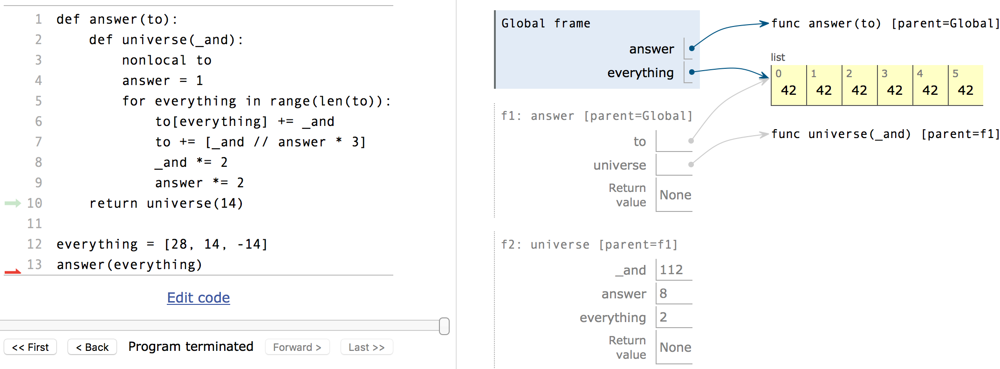 1 def answer(to):
2     def universe(_and):
3         nonlocal to
4         answer = 1
5         for everything in range(len(to)):
6             to[everything] += _and
7             to += [_and // answer * 3]
8             _and *= 2
9             answer *= 2
10     return universe(14)
11
12 everything = [28, 14, -14]
13 answer(everything)
Edit code
<< First < Back Program terminated Forward > Last >>
Global frame
answer
everything
func answer(to) [parent=Global]
list
0 1 2 3 4 5
42 42 42 42 42 42
func universe(_and) [parent=f1]
f1: answer [parent=Global]
to
universe
Return
value None
f2: universe [parent=f1]
_and 112
answer 8
everything 2
Return
value None